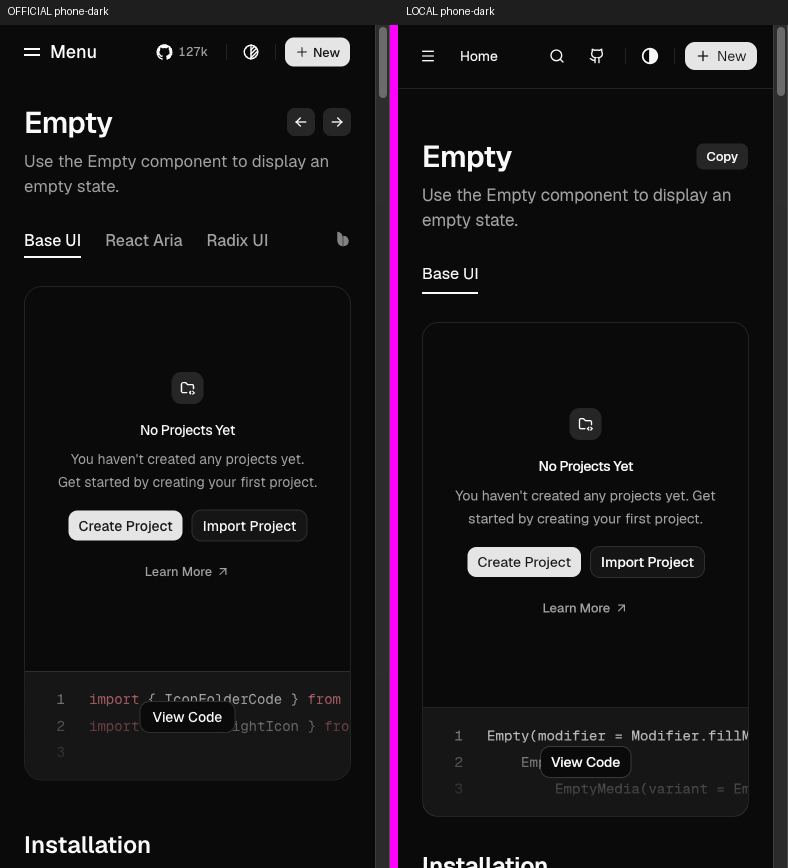 OFFICIAL phone-dark
Menu
127k
New
Empty
Use the Empty component to display an
empty state.
Base UI
React Aria
Radix UI
No Projects Yet
You haven't created any projects yet.
Get started by creating your first project.
Create Project
Import Project
Learn More
1 import { IconFolderCode } from
2 import ightIcon } fro
3
View Code
Installation
LOCAL phone-dark
Home
New
Empty
Copy
Use the Empty component to display an
empty state.
Base UI
No Projects Yet
You haven't created any projects yet. Get
started by creating your first project.
Create Project
Import Project
Learn More
1 Empty(modifier = Modifier.fillM
2 Emp
3 EmptyMedia(variant = Em
View Code
Installation